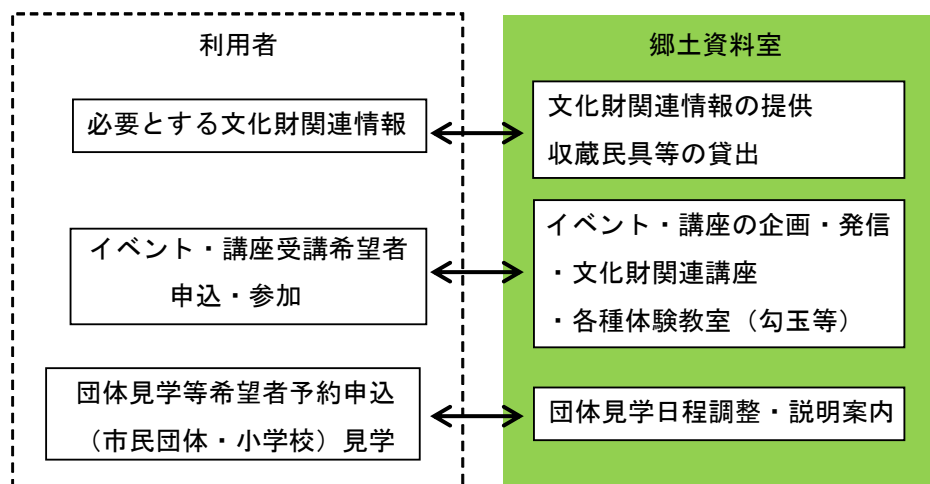 利用者
必要とする文化財関連情報
イベント・講座受講希望者
申込・参加
団体見学等希望者予約申込
（市民団体・小学校）見学
郷土資料室
文化財関連情報の提供
収蔵民具等の貸出
イベント・講座の企画・発信
・文化財関連講座
・各種体験教室（勾玉等）
団体見学日程調整・説明案内